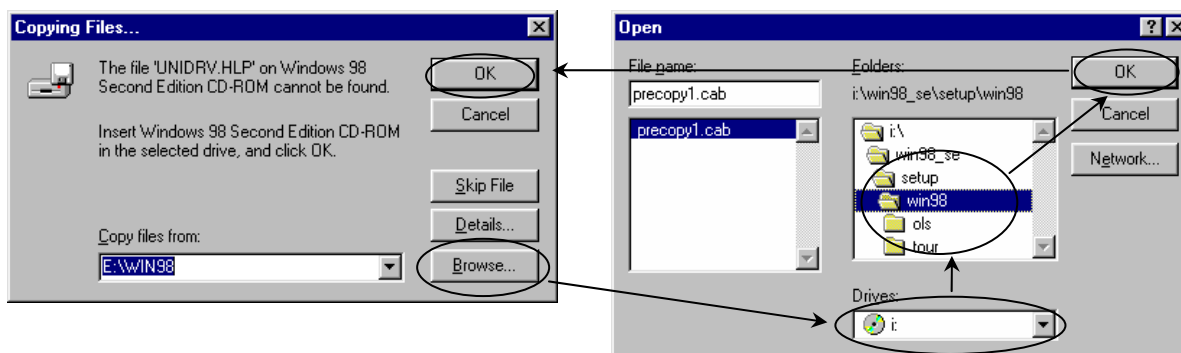 Copying Files...
The file 'UNIDRV.HLP' on Windows 98
Second Edition CD-ROM cannot be found.
Insert Windows 98 Second Edition CD-ROM
in the selected drive, and click OK.
OK
Cancel
Skip File
Details...
Copy files from:
E:\WIN98
Browse...
Open
File name:
precopy1.cab
precopy1.cab
Folders:
i:\win98_se\setup\win98
i:\
win98_se
setup
win98
ols
tour
Drives:
i:
OK
Cancel
Network...